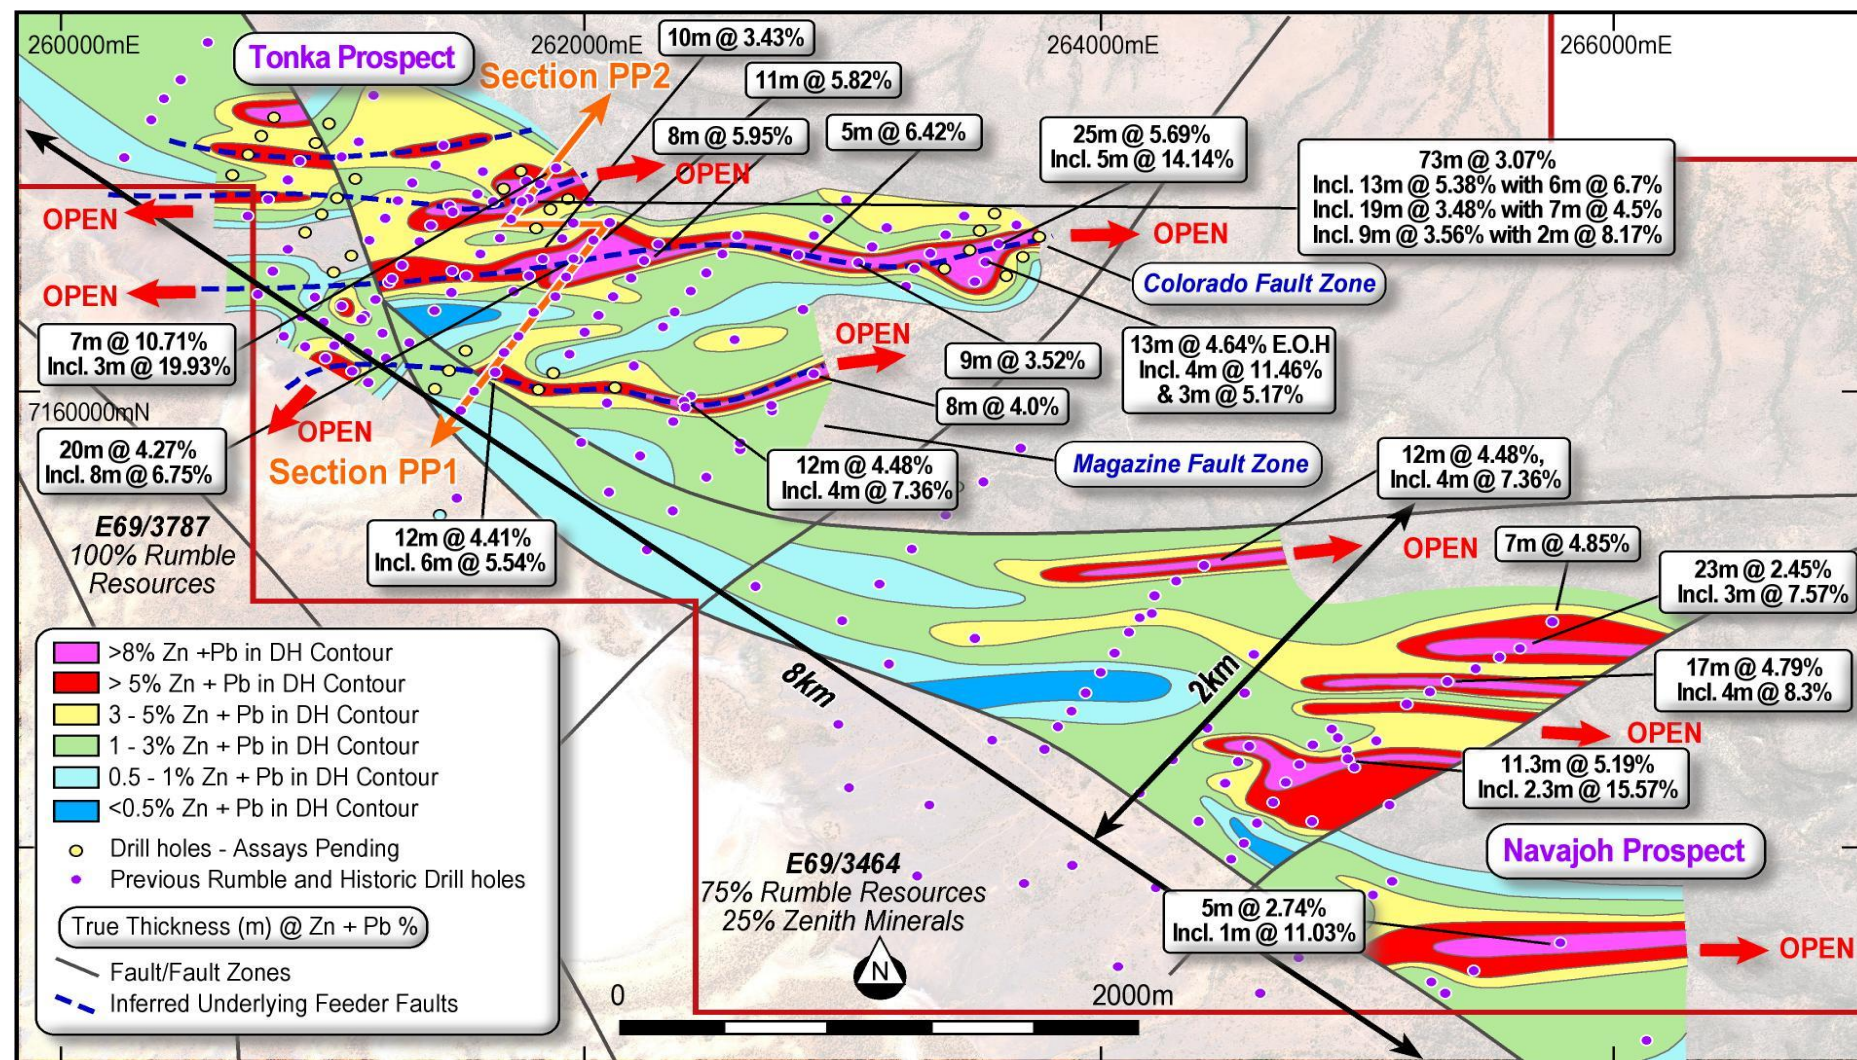 260000mE
262000mE
264000mE
266000mE
Tonka Prospect
Section PP2
10m @ 3.43%
11m @ 5.82%
8m @ 5.95%
5m @ 6.42%
25m @ 5.69%
Incl. 5m @ 14.14%
73m @ 3.07%
Incl. 13m @ 5.38% with 6m @ 6.7%
Incl. 19m @ 3.48% with 7m @ 4.5%
Incl. 9m @ 3.56% with 2m @ 8.17%
OPEN
OPEN
OPEN
OPEN
Colorado Fault Zone
OPEN
7m @ 10.71%
Incl. 3m @ 19.93%
9m @ 3.52%
13m @ 4.64% E.O.H
Incl. 4m @ 11.46%
& 3m @ 5.17%
7160000mN
8m @ 4.0%
OPEN
20m @ 4.27%
Incl. 8m @ 6.75%
Section PP1
12m @ 4.48%
Incl. 4m @ 7.36%
Magazine Fault Zone
12m @ 4.48%,
Incl. 4m @ 7.36%
E69/3787
100% Rumble
Resources
12m @ 4.41%
Incl. 6m @ 5.54%
OPEN
7m @ 4.85%
23m @ 2.45%
Incl. 3m @ 7.57%
8km
2km
17m @ 4.79%
Incl. 4m @ 8.3%
OPEN
11.3m @ 5.19%
Incl. 2.3m @ 15.57%
Navajoh Prospect
>8% Zn +Pb in DH Contour
> 5% Zn + Pb in DH Contour
3 - 5% Zn + Pb in DH Contour
1 - 3% Zn + Pb in DH Contour
0.5 - 1% Zn + Pb in DH Contour
<0.5% Zn + Pb in DH Contour
Drill holes - Assays Pending
Previous Rumble and Historic Drill holes
True Thickness (m) @ Zn + Pb %
Fault/Fault Zones
Inferred Underlying Feeder Faults
E69/3464
75% Rumble Resources
25% Zenith Minerals
5m @ 2.74%
Incl. 1m @ 11.03%
OPEN
N
0
2000m